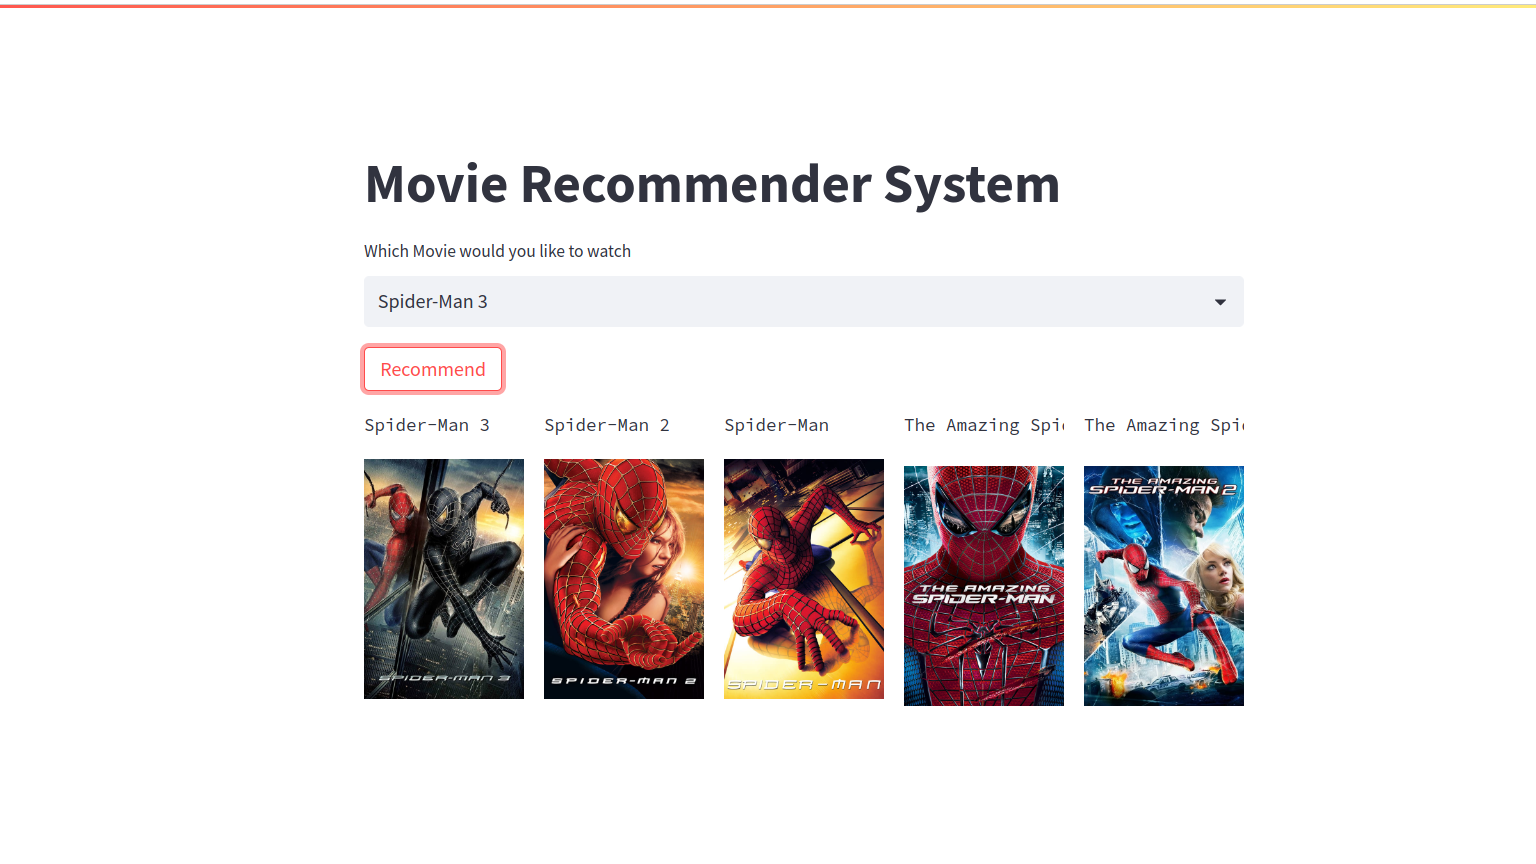 Movie Recommender System
Which Movie would you like to watch
Spider-Man 3
Recommend
Spider-Man 3
Spider-Man 2
Spider-Man
The Amazing Spi
The Amazing Spi
SPIDER-MAN 3
SPIDER-MAN 2
SPIDER-MAN
THE AMAZING
SPIDER-MAN
THE AMAZING
SPIDER-MAN 2